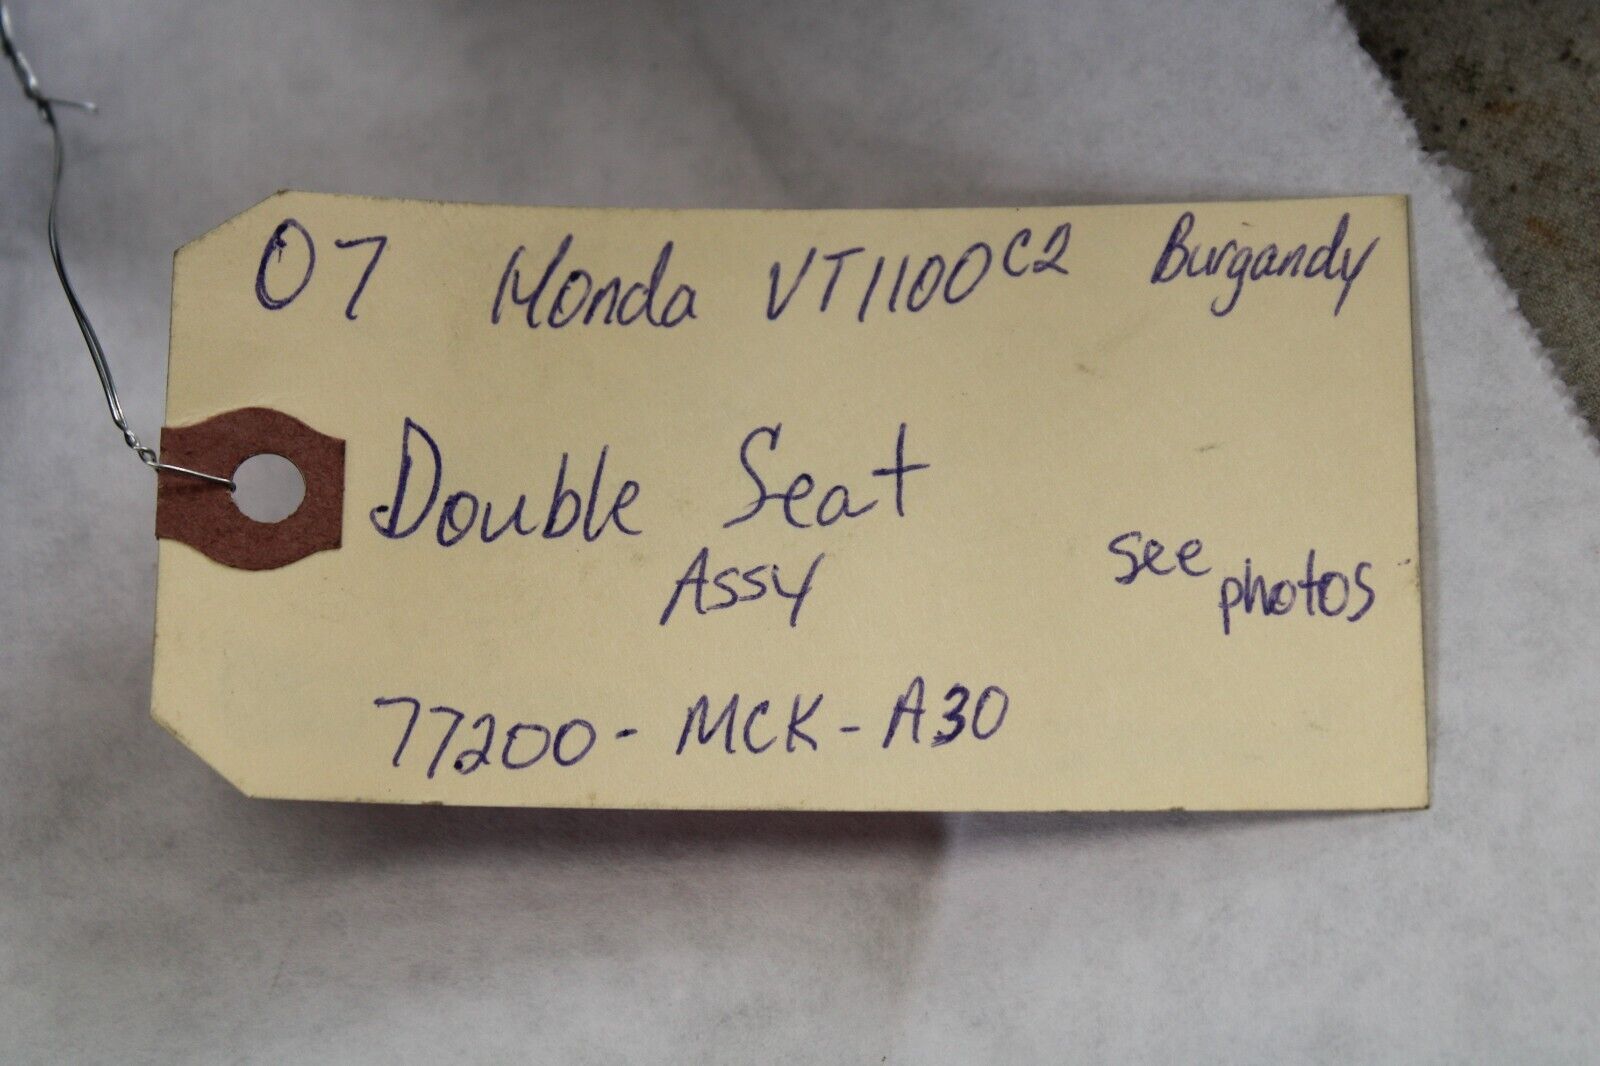 07 Honda VT1100C2 Burgandy
Double Seat
Assy
see photos
77200-MCK-A30